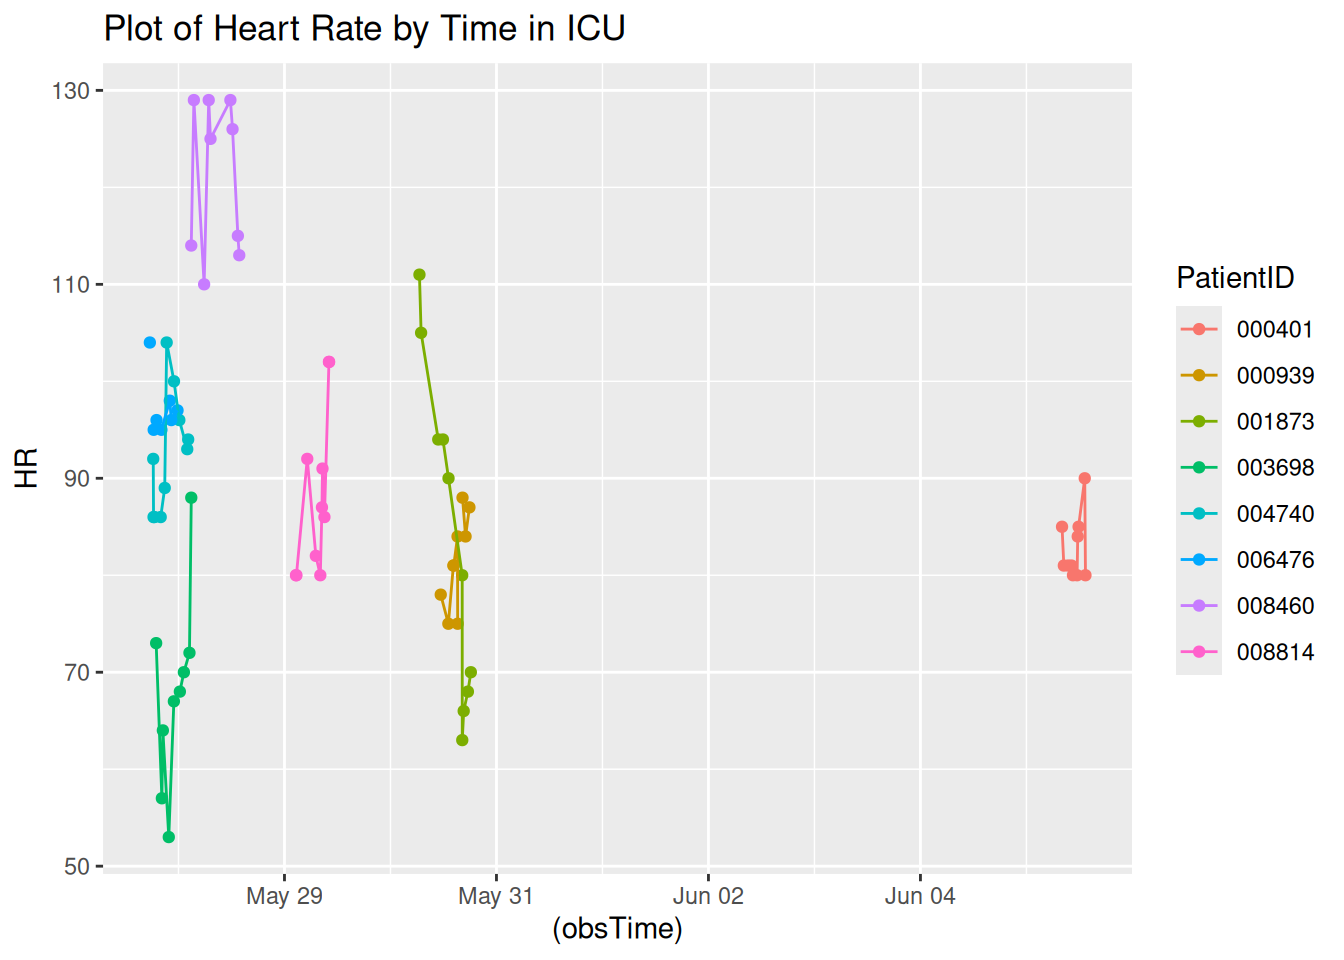 Plot of Heart Rate by Time in ICU
130
110
90
70
50
HR
May 29
May 31
Jun 02
Jun 04
(obsTime)
PatientID
000401
000939
001873
003698
004740
006476
008460
008814